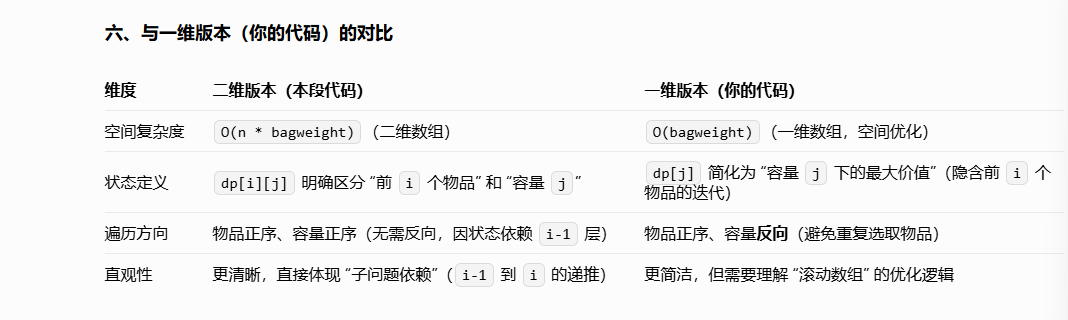 六、与一维版本（你的代码）的对比
维度 二维版本（本段代码） 一维版本（你的代码）
空间复杂度 O(n * bagweight)（二维数组） O(bagweight)（一维数组，空间优化）
状态定义 dp[i][j] 明确区分“前 i 个物品”和“容量 j” dp[j] 简化为“容量 j 下的最大价值”（隐含前 i 个
物品的迭代）
遍历方向 物品正序、容量正序（无需反向，因状态依赖 i-1 层） 物品正序、容量反向（避免重复选取物品）
直观性 更清晰，直接体现“子问题依赖”（i-1 到 i 的递推） 更简洁，但需要理解“滚动数组”的优化逻辑